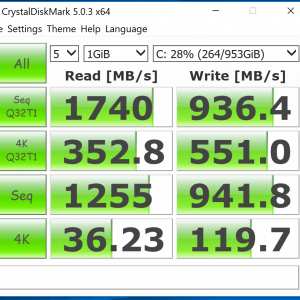 CrystalDiskMark 5.0.3 x64
Settings Theme Help Language
All 5 1GiB C: 28% (264/953GiB)
Read [MB/s] Write [MB/s]
Seq Q32T1 1740 936.4
4K Q32T1 352.8 551.0
Seq 1255 941.8
4K 36.23 119.7